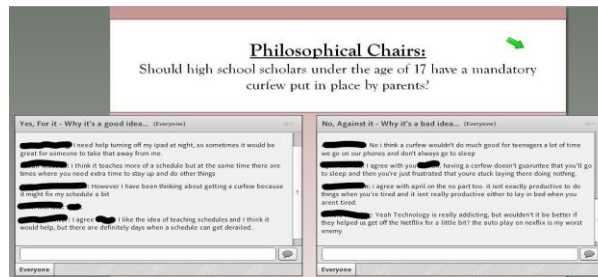 Philosophical Chairs:
Should high school scholars under the age of 17 have a mandatory
curfew put in place by parents?
Yes, For it - Why it's a good idea... (Everyone)
I need help turning off my ipad at night, so sometimes it would be
great for someone to take that away from me.
: i think it teaches more of a schedule but at the same time there are
times where you need extra time to stay up and do other things
: However i have been thinking about getting a curfew because
it might fix my schedule a bit
: I agree I like the idea of teaching schedules and I think it
would help, but there are definitely days when a schedule can get derailed.
Everyone
No, Against it - Why it's a bad idea... (Everyone)
No i think a curfew wouldn't do much good for teenagers a lot of time
we go on our phones and don't always go to sleep
i agree with you , having a cerfew doesn't guaruntee that you'll go
to sleep and then you're just frustrated that youre stuck laying there doing nothing.
: i agree with april on the no part too. it isnt exactly productive to do
things when you're tired and it isnt really productive either to lay in bed when you
arent tired.
: Yeah Technology is really addicting, but wouldn't it be better if
they helped us get off the Netflix for a little bit? the auto play on nexflix is my worst
enemy
Everyone